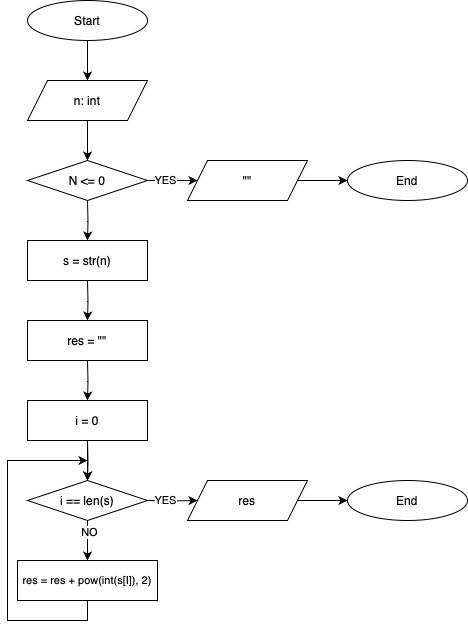 Start
n: int
N <= 0
YES
""
End
s = str(n)
res = ""
i = 0
i == len(s)
YES
res
End
NO
res = res + pow(int(s[I]), 2)